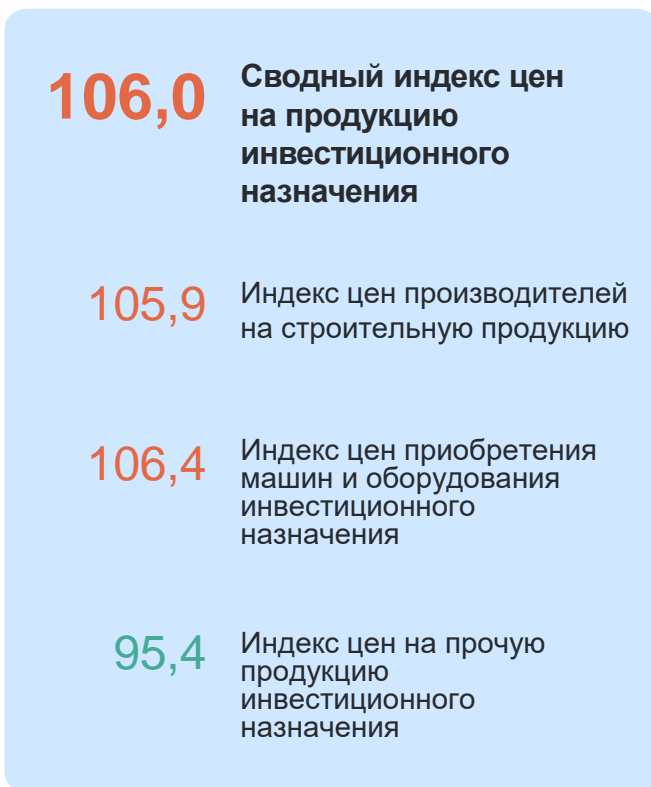 106,0
Сводный индекс цен
на продукцию
инвестиционного
назначения
105,9
Индекс цен производителей
на строительную продукцию
106,4
Индекс цен приобретения
машин и оборудования
инвестиционного
назначения
95,4
Индекс цен на прочую
продукцию
инвестиционного
назначения